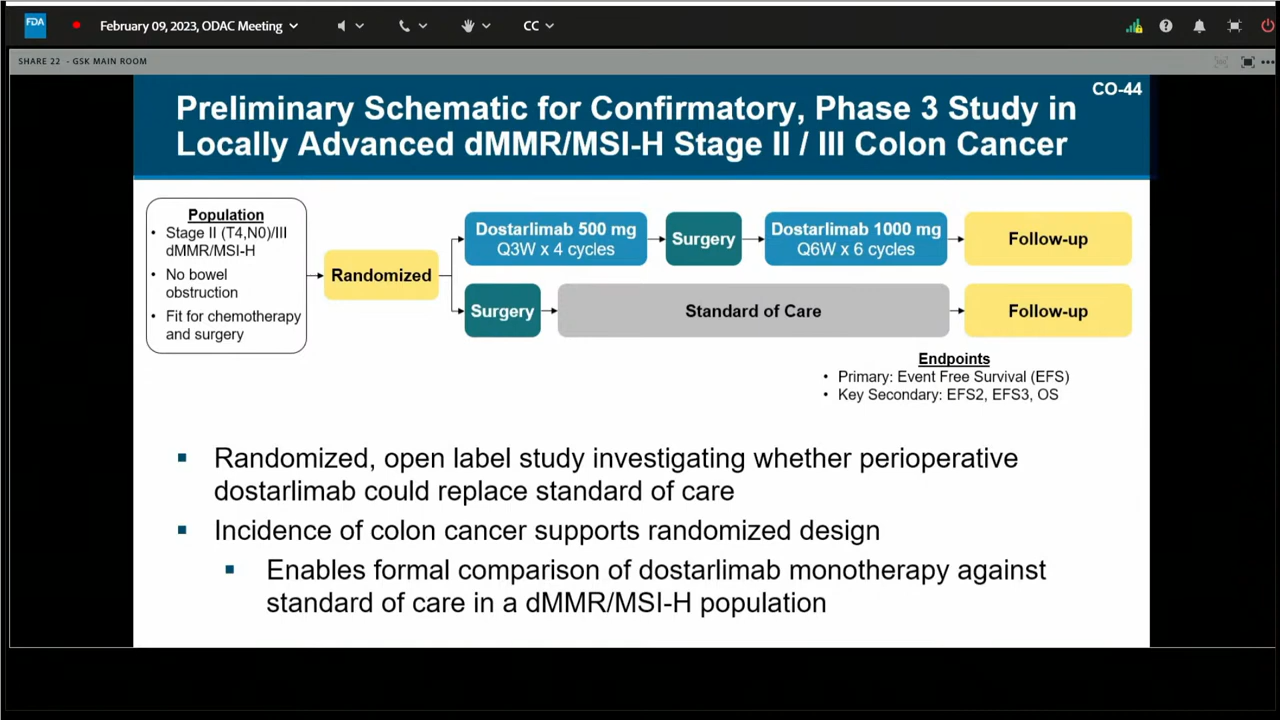 FDA
February 09, 2023, ODAC Meeting
CC
SHARE 22 - GSK MAIN ROOM
CO-44
Preliminary Schematic for Confirmatory, Phase 3 Study in
Locally Advanced dMMR/MSI-H Stage II / III Colon Cancer
Population
• Stage II (T4,N0)/III
dMMR/MSI-H
• No bowel
obstruction
• Fit for chemotherapy
and surgery
Randomized
Dostarlimab 500 mg
Q3W x 4 cycles
Surgery
Dostarlimab 1000 mg
Q6W x 6 cycles
Follow-up
Surgery
Standard of Care
Follow-up
Endpoints
• Primary: Event Free Survival (EFS)
• Key Secondary: EFS2, EFS3, OS
▪ Randomized, open label study investigating whether perioperative
dostarlimab could replace standard of care
▪ Incidence of colon cancer supports randomized design
▪ Enables formal comparison of dostarlimab monotherapy against
standard of care in a dMMR/MSI-H population